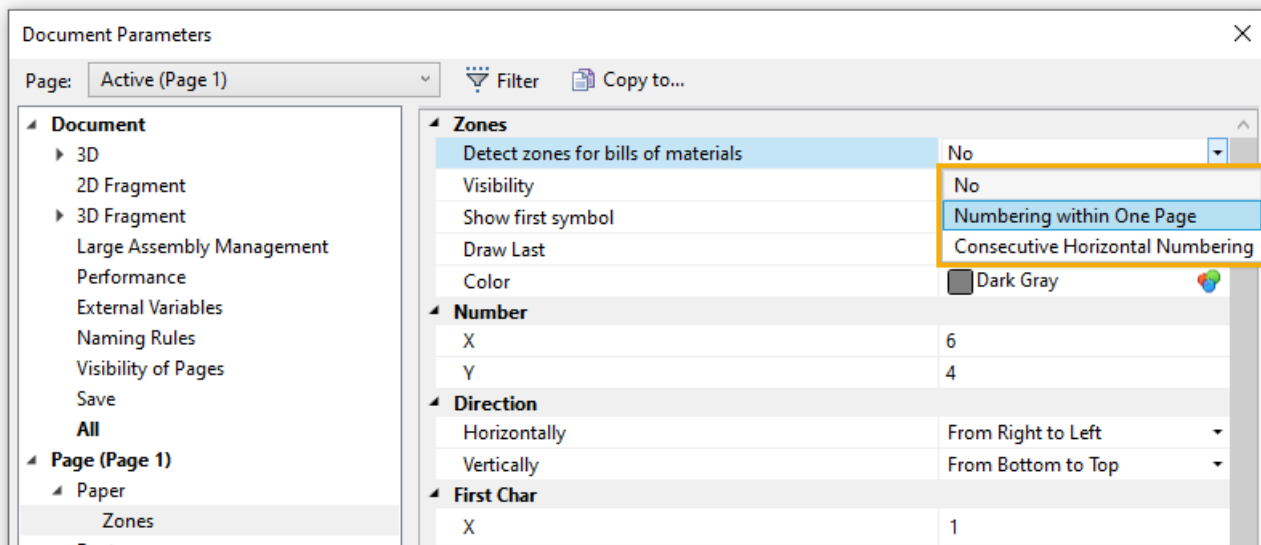 Document Parameters
Page: Active (Page 1) Filter Copy to...
Document
3D
2D Fragment
3D Fragment
Large Assembly Management
Performance
External Variables
Naming Rules
Visibility of Pages
Save
All
Page (Page 1)
Paper
Zones
Zones
Detect zones for bills of materials No
Visibility No
Show first symbol Numbering within One Page
Draw Last Consecutive Horizontal Numbering
Color Dark Gray
Number
X 6
Y 4
Direction
Horizontally From Right to Left
Vertically From Bottom to Top
First Char
X 1